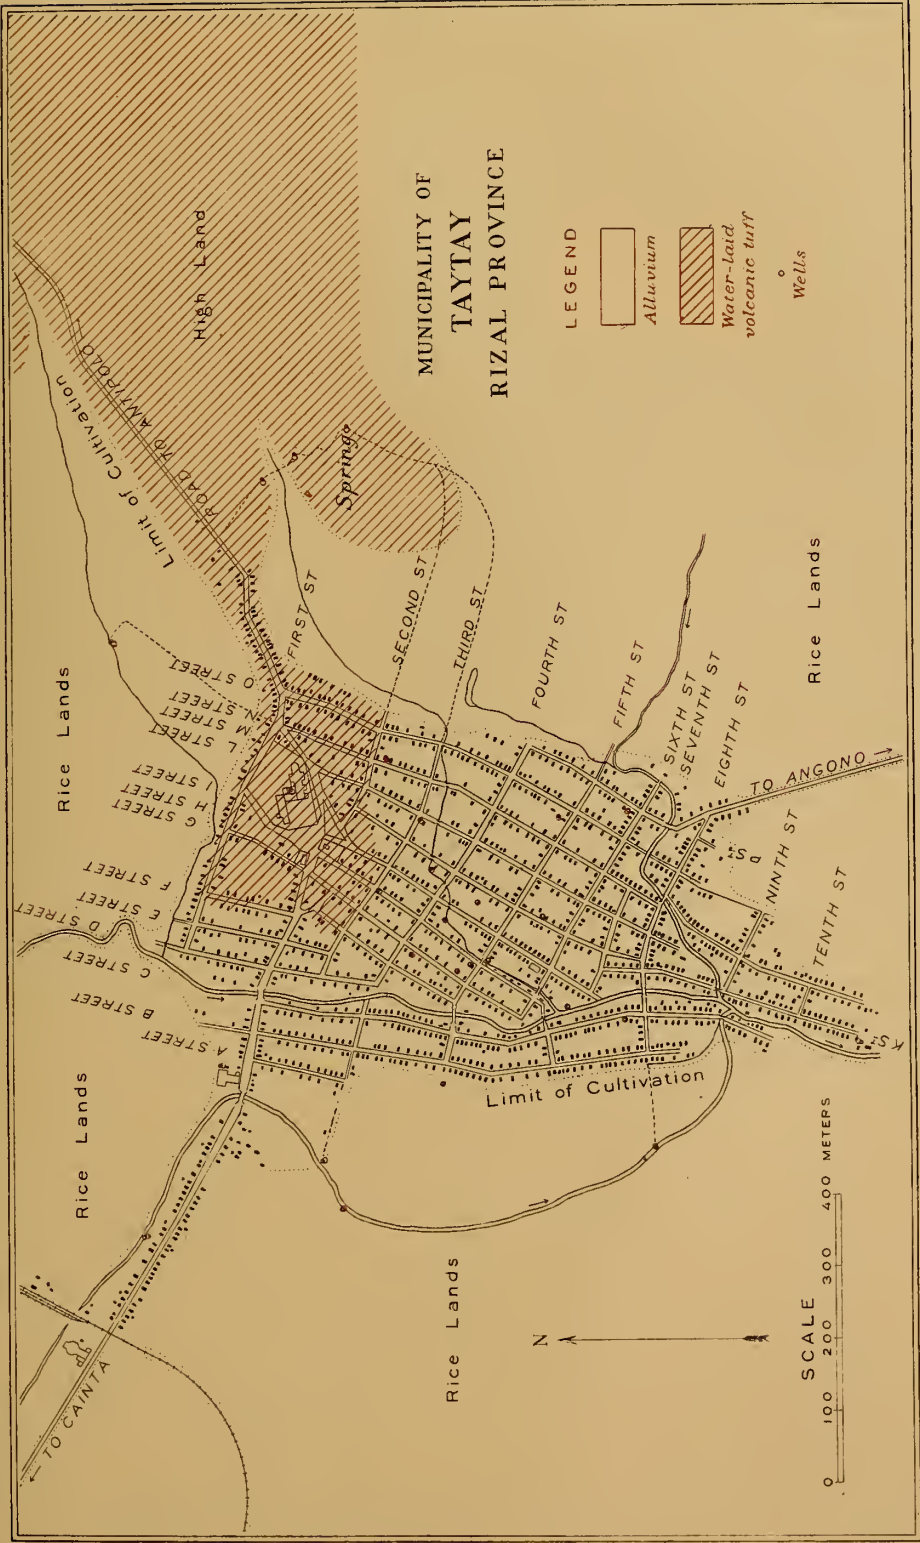 MUNICIPALITY OF
TAYTAY
RIZAL PROVINCE
LEGEND
Alluvium
Water-laid
volcanic tuff
Wells
High Land
ROAD TO ANTIPOLO
Limit of Cultivation
Springs
Rice Lands
Rice Lands
Rice Lands
Rice Lands
A STREET
B STREET
C STREET
D STREET
E STREET
F STREET
G STREET
H STREET
I STREET
L STREET
M STREET
N STREET
O STREET
FIRST ST
SECOND ST
THIRD ST
FOURTH ST
FIFTH ST
SIXTH ST
SEVENTH ST
EIGHTH ST
NINTH ST
TENTH ST
K ST
TO ANGONO
TO CAINTA
Limit of Cultivation
N
SCALE
0 100 200 300 400 METERS